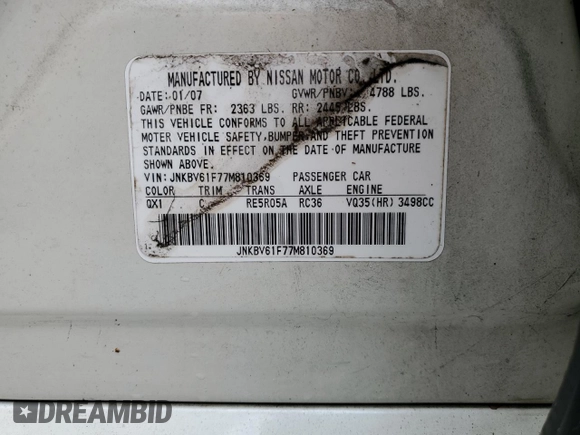 MANUFACTURED BY NISSAN MOTOR CO., LTD.
DATE: 01/07 GVWR/PNBV: 4788 LBS.
GAWR/PNBE FR: 2363 LBS. RR: 2445 LBS.
THIS VEHICLE CONFORMS TO ALL APPLICABLE FEDERAL
MOTOR VEHICLE SAFETY, BUMPER AND THEFT PREVENTION
STANDARDS IN EFFECT ON THE DATE OF MANUFACTURE
SHOWN ABOVE.
VIN: JNKBV61F77M810369 PASSENGER CAR
COLOR TRIM TRANS AXLE ENGINE
QX1 C RE5R05A RC36 VQ35(HR) 3498CC
JNKBV61F77M810369
DREAMBID